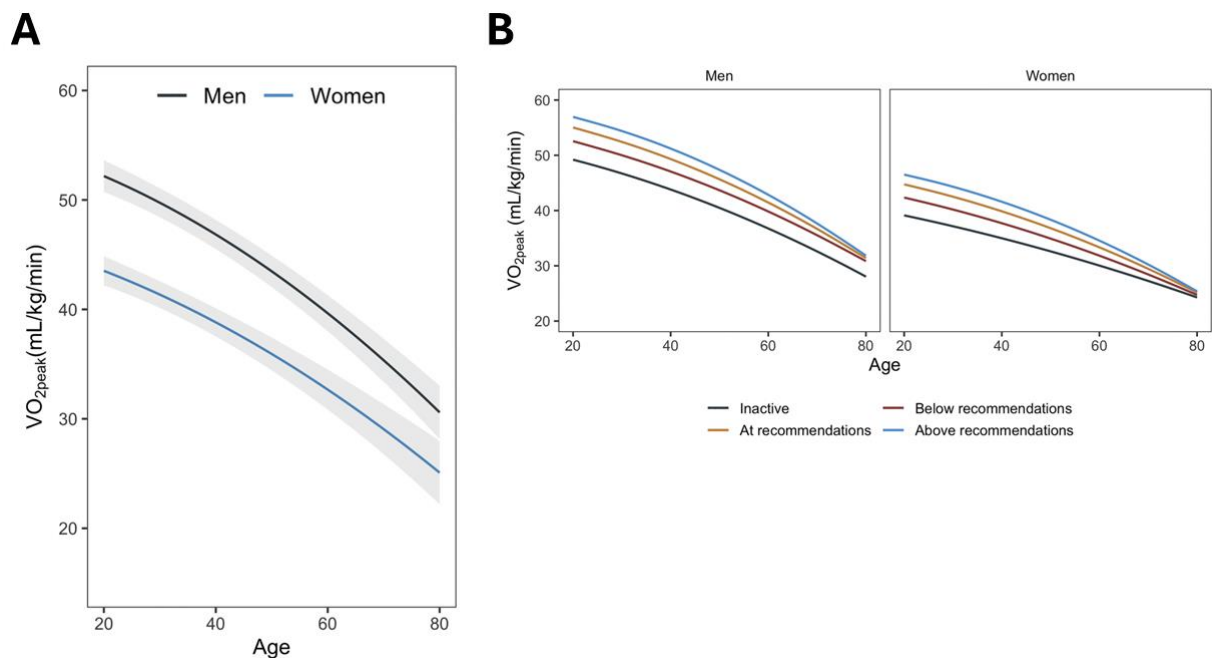 A
B
Men Women
VO2peak(mL/kg/min)
60
50
40
30
20
20 40 60 80
Age
Men Women
VO2peak (mL/kg/min)
60
50
40
30
20
20 40 60 80 20 40 60 80
Age
Inactive Below recommendations
At recommendations Above recommendations